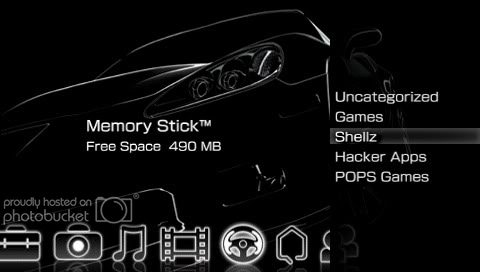 Memory Stick™
Free Space 490 MB
Uncategorized
Games
Shellz
Hacker Apps
POPS Games
proudly hosted on
photobucket